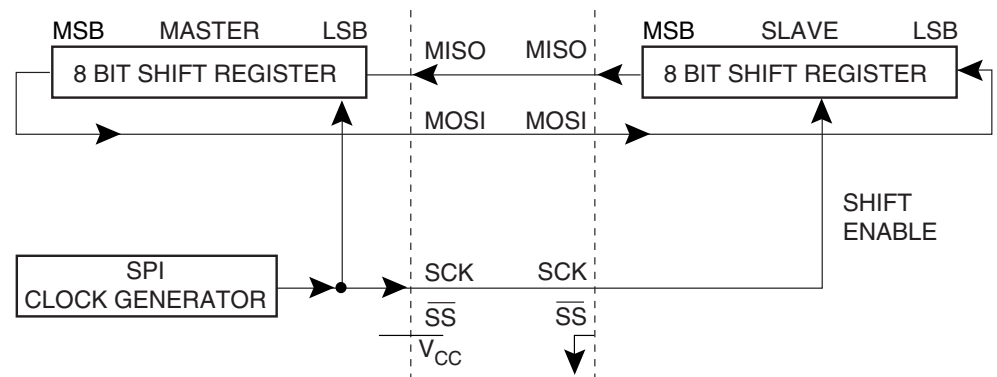 MSB MASTER LSB
8 BIT SHIFT REGISTER
MISO MISO
MSB SLAVE LSB
8 BIT SHIFT REGISTER
MOSI MOSI
SHIFT
ENABLE
SPI
CLOCK GENERATOR
SCK SCK
SS SS
VCC